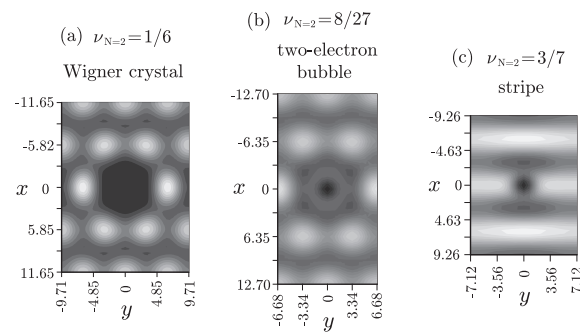 (a) ν_N=2=1/6
Wigner crystal
-11.65
-5.82
x 0
5.85
11.65
-9.71
-4.85
0
4.85
9.71
y
(b) ν_N=2=8/27
two-electron
bubble
-12.70
-6.35
x 0
6.35
12.70
-6.68
-3.34
0
3.34
6.68
y
(c) ν_N=2=3/7
stripe
-9.26
-4.63
x 0
4.63
9.26
-7.12
-3.56
0
3.56
7.12
y